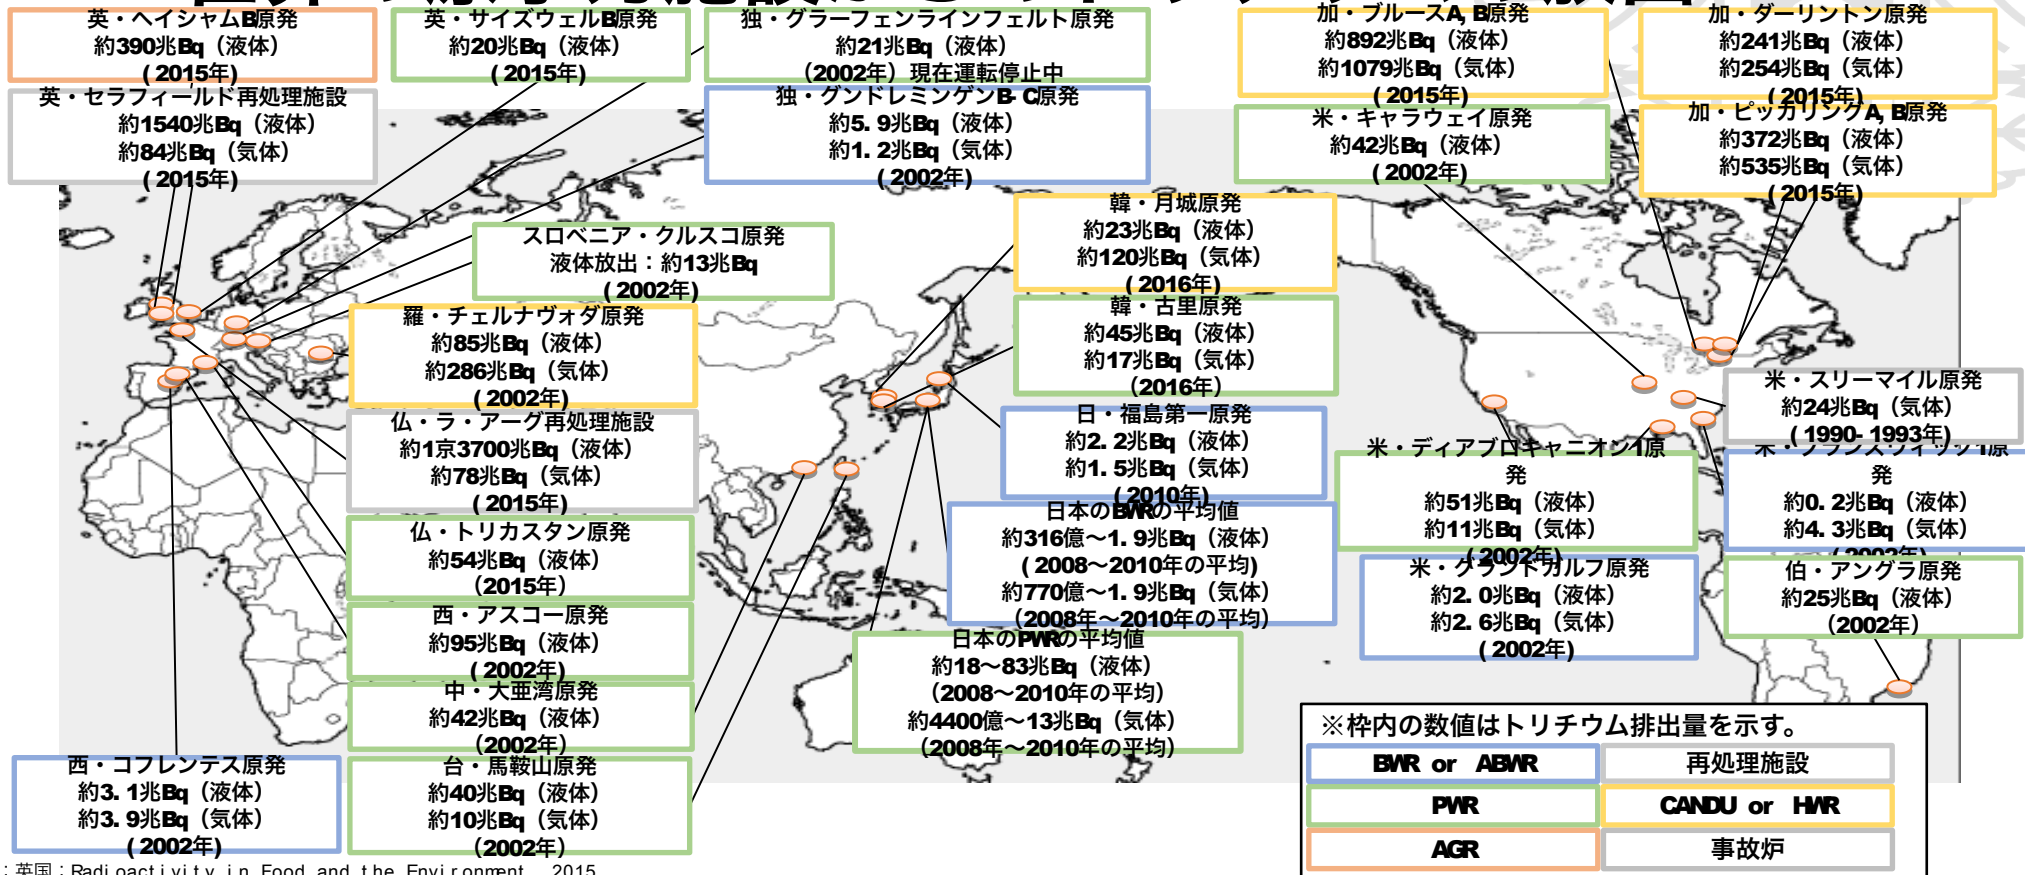 英・ヘイシャムB原発
約390兆Bq（液体）
(2015年)
英・サイズウェルB原発
約20兆Bq（液体）
(2015年)
独・グラーフェンラインフェルト原発
約21兆Bq（液体）
（2002年）現在運転停止中
加・ブルースA, B原発
約892兆Bq（液体）
約1079兆Bq（気体）
(2015年)
加・ダーリントン原発
約241兆Bq（液体）
約254兆Bq（気体）
(2015年)
英・セラフィールド再処理施設
約1540兆Bq（液体）
約84兆Bq（気体）
(2015年)
独・グンドレミンゲンB-C原発
約5.9兆Bq（液体）
約1.2兆Bq（気体）
(2002年)
米・キャラウェイ原発
約42兆Bq（液体）
(2002年)
加・ピッカリングA, B原発
約372兆Bq（液体）
約535兆Bq（気体）
(2015年)
スロベニア・クルスコ原発
液体放出：約13兆Bq
(2002年)
韓・月城原発
約23兆Bq（液体）
約120兆Bq（気体）
(2016年)
羅・チェルナヴォダ原発
約85兆Bq（液体）
約286兆Bq（気体）
(2002年)
韓・古里原発
約45兆Bq（液体）
約17兆Bq（気体）
（2016年）
米・スリーマイル原発
約24兆Bq（気体）
(1990-1993年)
仏・ラ・アーグ再処理施設
約1京3700兆Bq（液体）
約78兆Bq（気体）
(2015年)
日・福島第一原発
約2.2兆Bq（液体）
約1.5兆Bq（気体）
(2010年)
米・ディアブロキャニオン1原
発
約51兆Bq（液体）
約11兆Bq（気体）
(2002年)
米・ブランズウィック1原
発
約0.2兆Bq（液体）
約4.3兆Bq（気体）
(2002年)
仏・トリカスタン原発
約54兆Bq（液体）
（2015年）
日本のBWRの平均値
約316億～1.9兆Bq（液体）
(2008～2010年の平均)
約770億～1.9兆Bq（気体）
（2008年～2010年の平均）
米・グランドガルフ原発
約2.0兆Bq（液体）
約2.6兆Bq（気体）
(2002年)
伯・アングラ原発
約25兆Bq（液体）
（2002年）
西・アスコー原発
約95兆Bq（液体）
(2002年)
日本のPWRの平均値
約18～83兆Bq（液体）
（2008～2010年の平均）
約4400億～13兆Bq（気体）
（2008年～2010年の平均）
中・大亜湾原発
約42兆Bq（液体）
（2002年）
西・コフレンテス原発
約3.1兆Bq（液体）
約3.9兆Bq（気体）
(2002年)
台・馬鞍山原発
約40兆Bq（液体）
約10兆Bq（気体）
（2002年）
※枠内の数値はトリチウム排出量を示す。
BWR or ABWR
再処理施設
PWR
CANDU or HWR
AGR
事故炉
：英国：Radioactivity in Food and the Environment, 2015